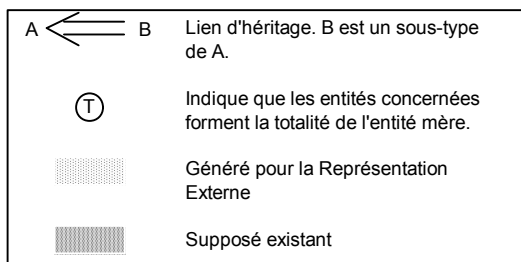 A B Lien d'héritage. B est un sous-type
de A.
T Indique que les entités concernées
forment la totalité de l'entité mère.
Généré pour la Représentation
Externe
Supposé existant